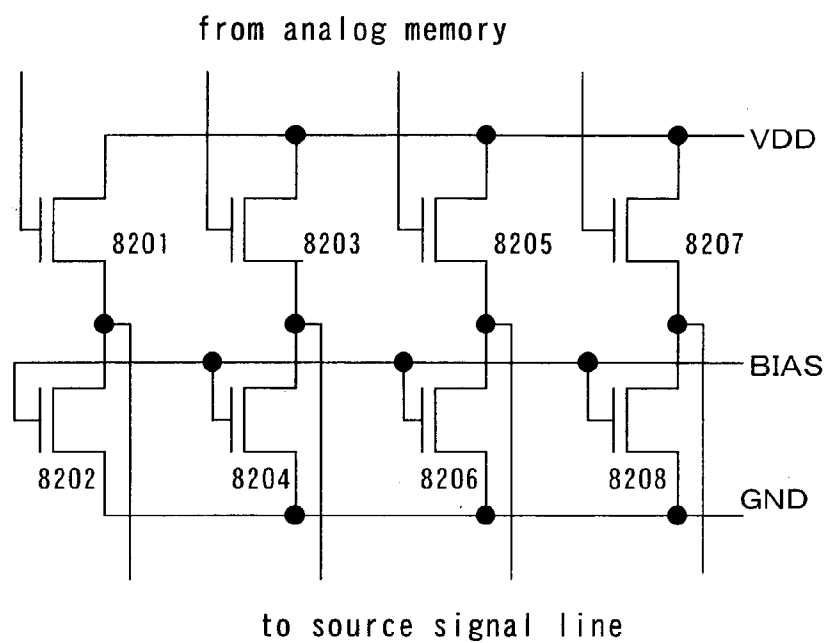 from analog memory
VDD
8201 8203 8205 8207
BIAS
8202 8204 8206 8208
GND
to source signal line